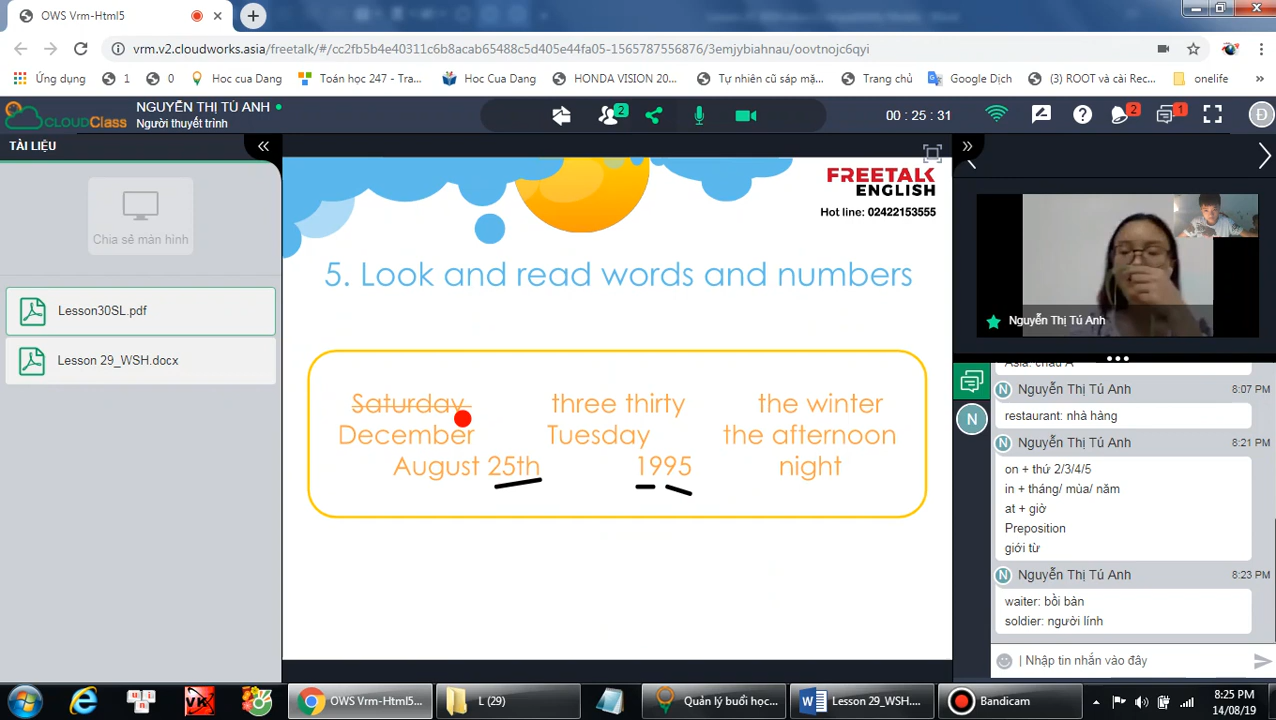 OWS Vrm-Html5
vrm.v2.cloudworks.asia/freetalk/#/cc2fb5b4e40311c6b8acab65488c5d405e44fa05-1565787556876/3emjybiahnau/oovtnojc6qyi
Ứng dụng 1 0 Hoc cua Dang Toán học 247 - Tra... Học Cua Dang HONDA VISION 20... Tự nhiên cũ sáp mặ... Trang chủ Google Dịch (3) ROOT và cài Rec... onelife »
CLOUDCLASS
NGUYỄN THỊ TÚ ANH
Người thuyết trình
2
00 : 25 : 31
2
1
Đ
TÀI LIỆU
Chia sẻ màn hình
Lesson30SL.pdf
Lesson 29_WSH.docx
FREETALK
ENGLISH
Hot line: 02422153555
5. Look and read words and numbers
Saturday three thirty the winter
December Tuesday the afternoon
August 25th 1995 night
Nguyễn Thị Tú Anh
Asia: châu Á
N Nguyễn Thị Tú Anh 8:07 PM
N
restaurant: nhà hàng
N Nguyễn Thị Tú Anh 8:21 PM
on + thứ 2/3/4/5
in + tháng/ mùa/ năm
at + giờ
Preposition
giới từ
N Nguyễn Thị Tú Anh 8:23 PM
waiter: bồi bàn
soldier: người lính
Nhập tin nhắn vào đây
OWS Vrm-Html5... L (29) Quản lý buổi học... Lesson 29_WSH.... Bandicam
8:25 PM
14/08/19